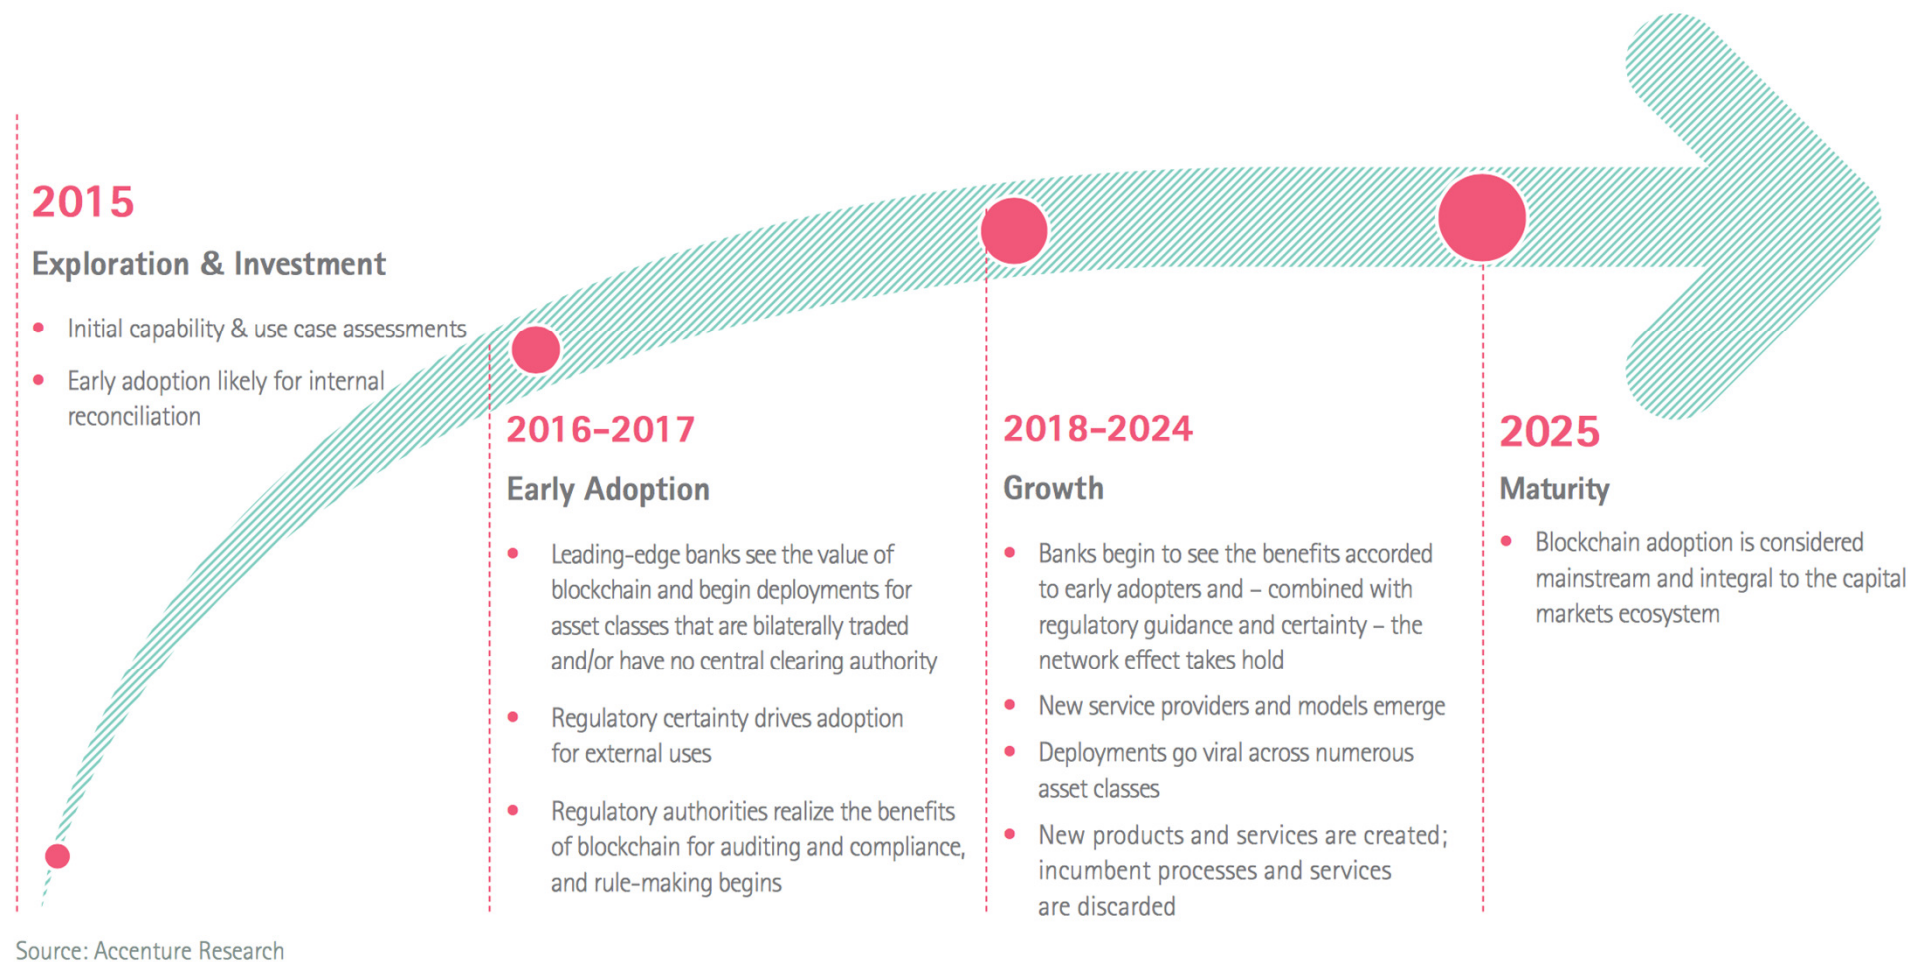 2015
Exploration & Investment
• Initial capability & use case assessments
• Early adoption likely for internal
reconciliation
2016–2017
Early Adoption
• Leading-edge banks see the value of
blockchain and begin deployments for
asset classes that are bilaterally traded
and/or have no central clearing authority
• Regulatory certainty drives adoption
for external uses
• Regulatory authorities realize the benefits
of blockchain for auditing and compliance,
and rule-making begins
2018–2024
Growth
• Banks begin to see the benefits accorded
to early adopters and – combined with
regulatory guidance and certainty – the
network effect takes hold
• New service providers and models emerge
• Deployments go viral across numerous
asset classes
• New products and services are created;
incumbent processes and services
are discarded
2025
Maturity
• Blockchain adoption is considered
mainstream and integral to the capital
markets ecosystem
Source: Accenture Research